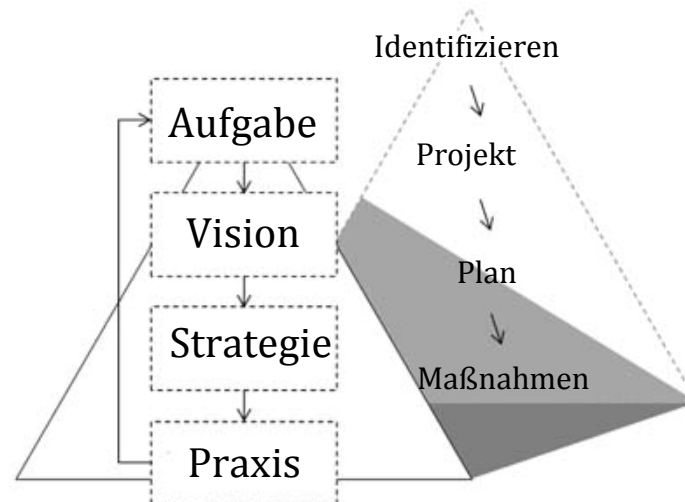 Aufgabe
Vision
Strategie
Praxis
Identifizieren
Projekt
Plan
Maßnahmen